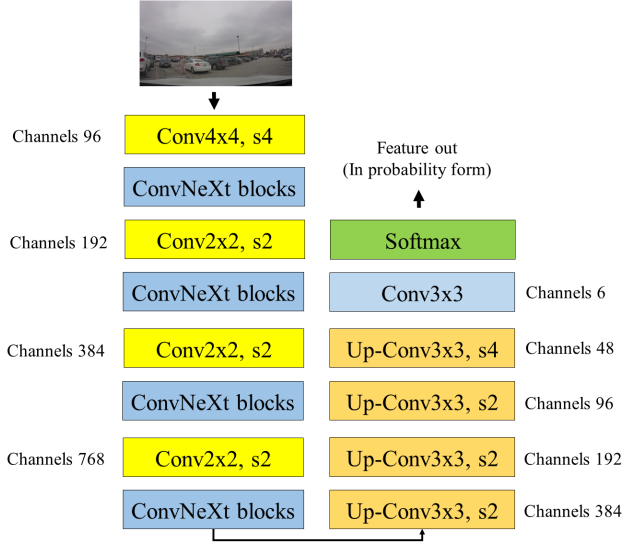 Channels 96
Conv4x4, s4
ConvNeXt blocks
Channels 192
Conv2x2, s2
ConvNeXt blocks
Channels 384
Conv2x2, s2
ConvNeXt blocks
Channels 768
Conv2x2, s2
ConvNeXt blocks
Feature out
(In probability form)
Softmax
Conv3x3
Channels 6
Up-Conv3x3, s4
Channels 48
Up-Conv3x3, s2
Channels 96
Up-Conv3x3, s2
Channels 192
Up-Conv3x3, s2
Channels 384